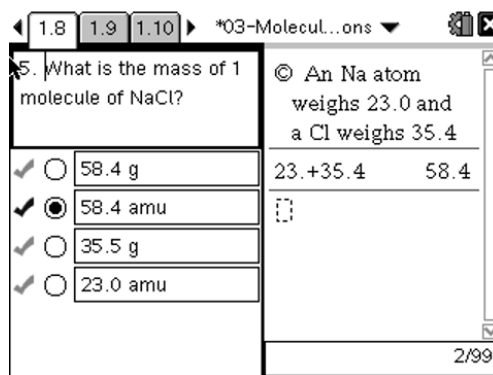 1.8 1.9 1.10 *03-Molecul...ons
5. What is the mass of 1
molecule of NaCl?
58.4 g
58.4 amu
35.5 g
23.0 amu
© An Na atom
weighs 23.0 and
a Cl weighs 35.4
23.+35.4 58.4
2/99